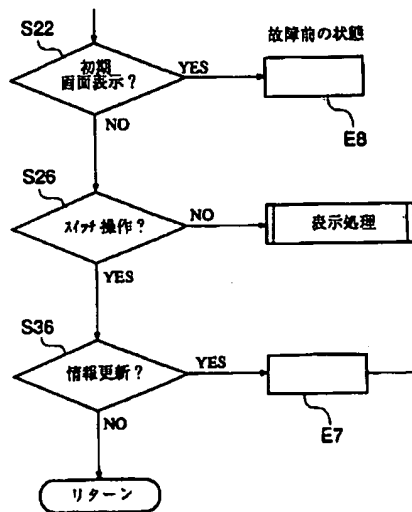 S22
故障前の状態
初期
画面表示?
YES
E8
NO
S26
スイッチ 操作?
NO
表示処理
YES
S36
情報更新?
YES
E7
NO
リターン